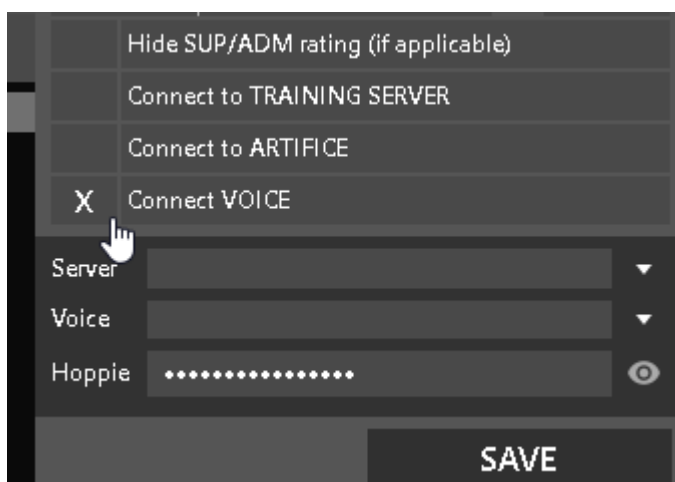 Hide SUP/ADM rating (if applicable)
Connect to TRAINING SERVER
Connect to ARTIFICE
X Connect VOICE
Server
Voice
Hoppie ••••••••••••••••
SAVE